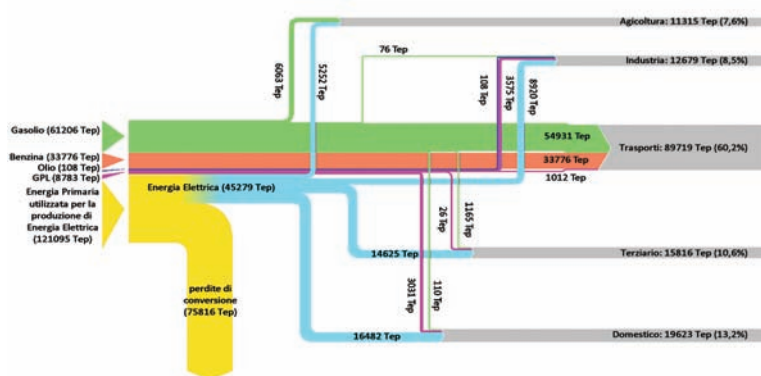 Agricoltura: 11315 Tep (7,6%)
76 Tep
Industria: 12679 Tep (8,5%)
6063 Tep
5252 Tep
108 Tep
3575 Tep
8920 Tep
Gasolio (61206 Tep)
54931 Tep
Trasporti: 89719 Tep (60,2%)
Benzina (33776 Tep)
33776 Tep
Olio (108 Tep)
GPL (8783 Tep)
1012 Tep
Energia Primaria
utilizzata per la
produzione di
Energia Elettrica
(121095 Tep)
Energia Elettrica (45279 Tep)
26 Tep
1165 Tep
14625 Tep
Terziario: 15816 Tep (10,6%)
perdite di
conversione
(75816 Tep)
3031 Tep
110 Tep
16482 Tep
Domestico: 19623 Tep (13,2%)